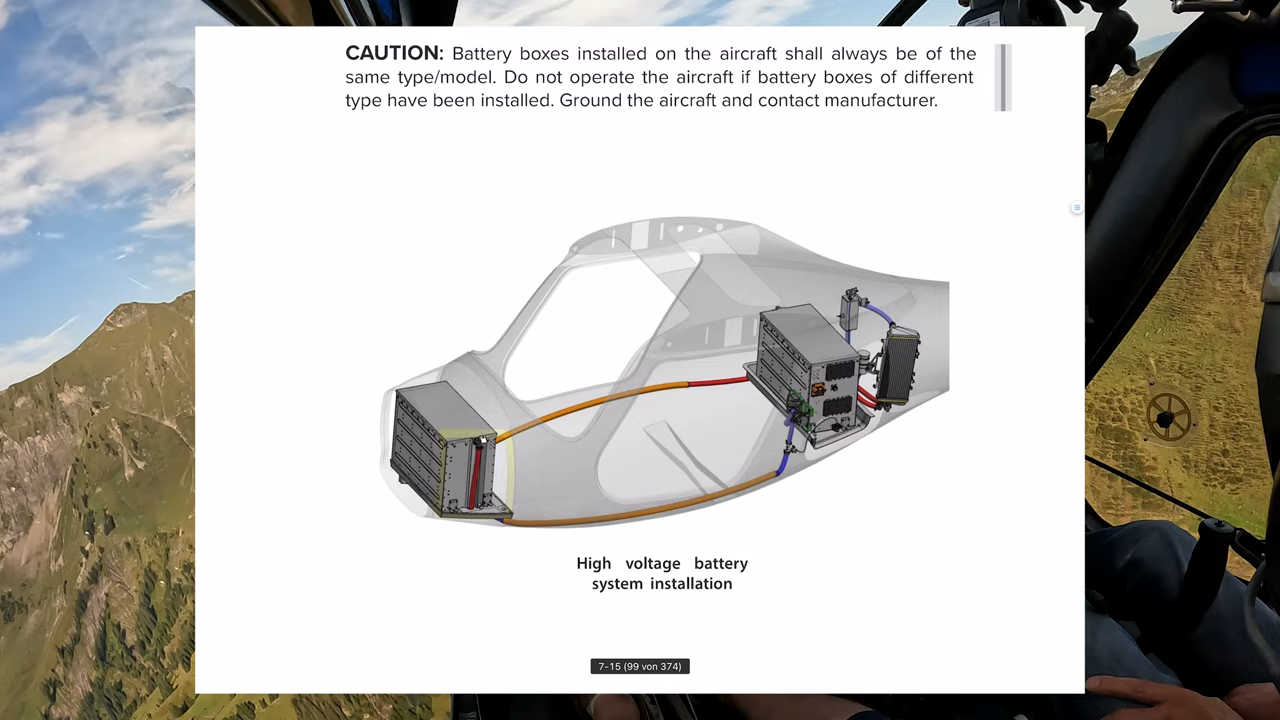 CAUTION: Battery boxes installed on the aircraft shall always be of the
same type/model. Do not operate the aircraft if battery boxes of different
type have been installed. Ground the aircraft and contact manufacturer.
High voltage battery
system installation
7-15 (99 von 374)